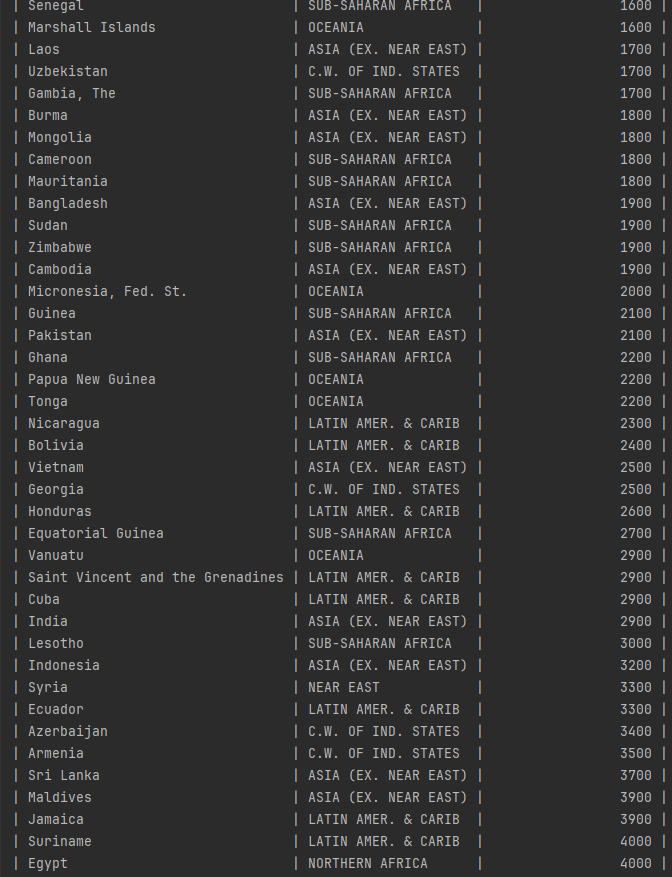 | Senegal | SUB-SAHARAN AFRICA | 1600 |
| Marshall Islands | OCEANIA | 1600 |
| Laos | ASIA (EX. NEAR EAST) | 1700 |
| Uzbekistan | C.W. OF IND. STATES | 1700 |
| Gambia, The | SUB-SAHARAN AFRICA | 1700 |
| Burma | ASIA (EX. NEAR EAST) | 1800 |
| Mongolia | ASIA (EX. NEAR EAST) | 1800 |
| Cameroon | SUB-SAHARAN AFRICA | 1800 |
| Mauritania | SUB-SAHARAN AFRICA | 1800 |
| Bangladesh | ASIA (EX. NEAR EAST) | 1900 |
| Sudan | SUB-SAHARAN AFRICA | 1900 |
| Zimbabwe | SUB-SAHARAN AFRICA | 1900 |
| Cambodia | ASIA (EX. NEAR EAST) | 1900 |
| Micronesia, Fed. St. | OCEANIA | 2000 |
| Guinea | SUB-SAHARAN AFRICA | 2100 |
| Pakistan | ASIA (EX. NEAR EAST) | 2100 |
| Ghana | SUB-SAHARAN AFRICA | 2200 |
| Papua New Guinea | OCEANIA | 2200 |
| Tonga | OCEANIA | 2200 |
| Nicaragua | LATIN AMER. & CARIB | 2300 |
| Bolivia | LATIN AMER. & CARIB | 2400 |
| Vietnam | ASIA (EX. NEAR EAST) | 2500 |
| Georgia | C.W. OF IND. STATES | 2500 |
| Honduras | LATIN AMER. & CARIB | 2600 |
| Equatorial Guinea | SUB-SAHARAN AFRICA | 2700 |
| Vanuatu | OCEANIA | 2900 |
| Saint Vincent and the Grenadines | LATIN AMER. & CARIB | 2900 |
| Cuba | LATIN AMER. & CARIB | 2900 |
| India | ASIA (EX. NEAR EAST) | 2900 |
| Lesotho | SUB-SAHARAN AFRICA | 3000 |
| Indonesia | ASIA (EX. NEAR EAST) | 3200 |
| Syria | NEAR EAST | 3300 |
| Ecuador | LATIN AMER. & CARIB | 3300 |
| Azerbaijan | C.W. OF IND. STATES | 3400 |
| Armenia | C.W. OF IND. STATES | 3500 |
| Sri Lanka | ASIA (EX. NEAR EAST) | 3700 |
| Maldives | ASIA (EX. NEAR EAST) | 3900 |
| Jamaica | LATIN AMER. & CARIB | 3900 |
| Suriname | LATIN AMER. & CARIB | 4000 |
| Egypt | NORTHERN AFRICA | 4000 |